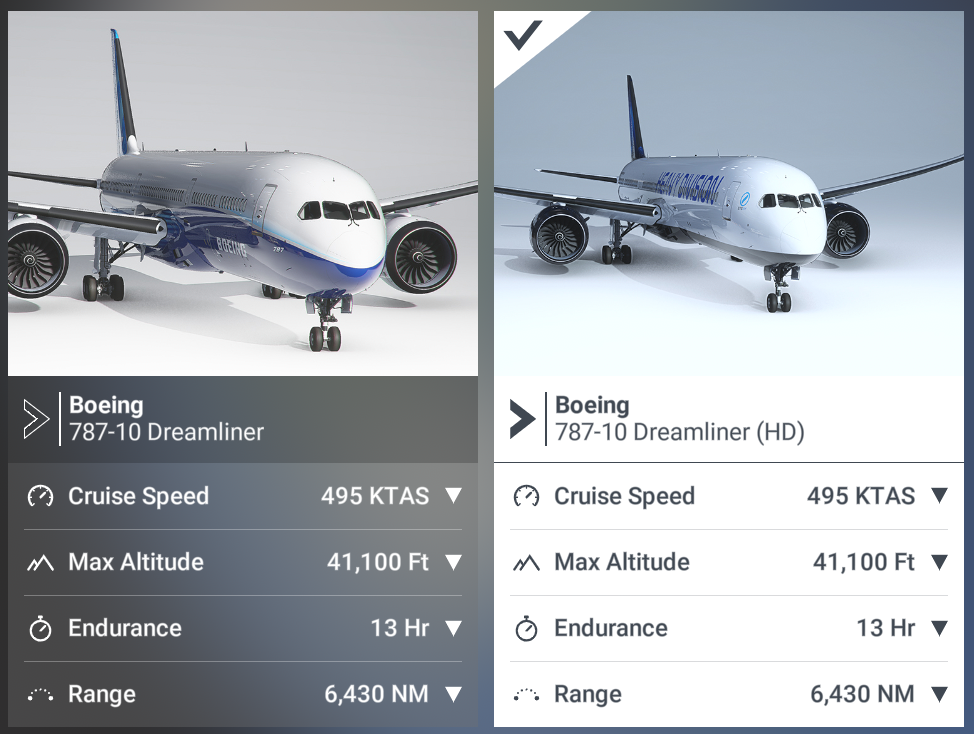 BOEING
787
Boeing
787-10 Dreamliner
Cruise Speed 495 KTAS
Max Altitude 41,100 Ft
Endurance 13 Hr
Range 6,430 NM
HEAVY DIVISION
Boeing
787-10 Dreamliner (HD)
Cruise Speed 495 KTAS
Max Altitude 41,100 Ft
Endurance 13 Hr
Range 6,430 NM